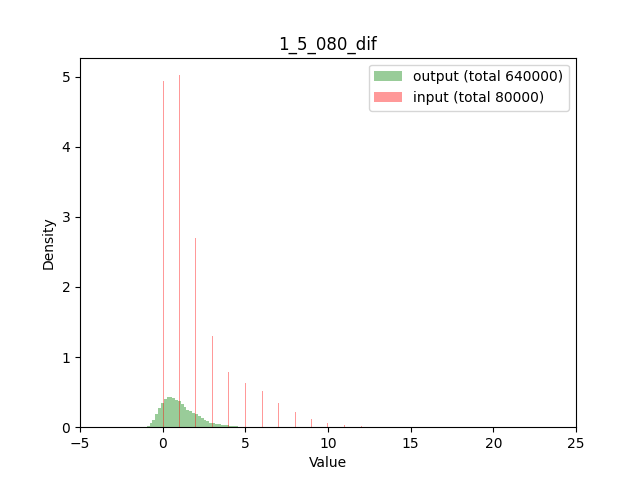 1_5_080_dif
output (total 640000)
input (total 80000)
Density
5
4
3
2
1
0
−5
0
5
10
15
20
25
Value